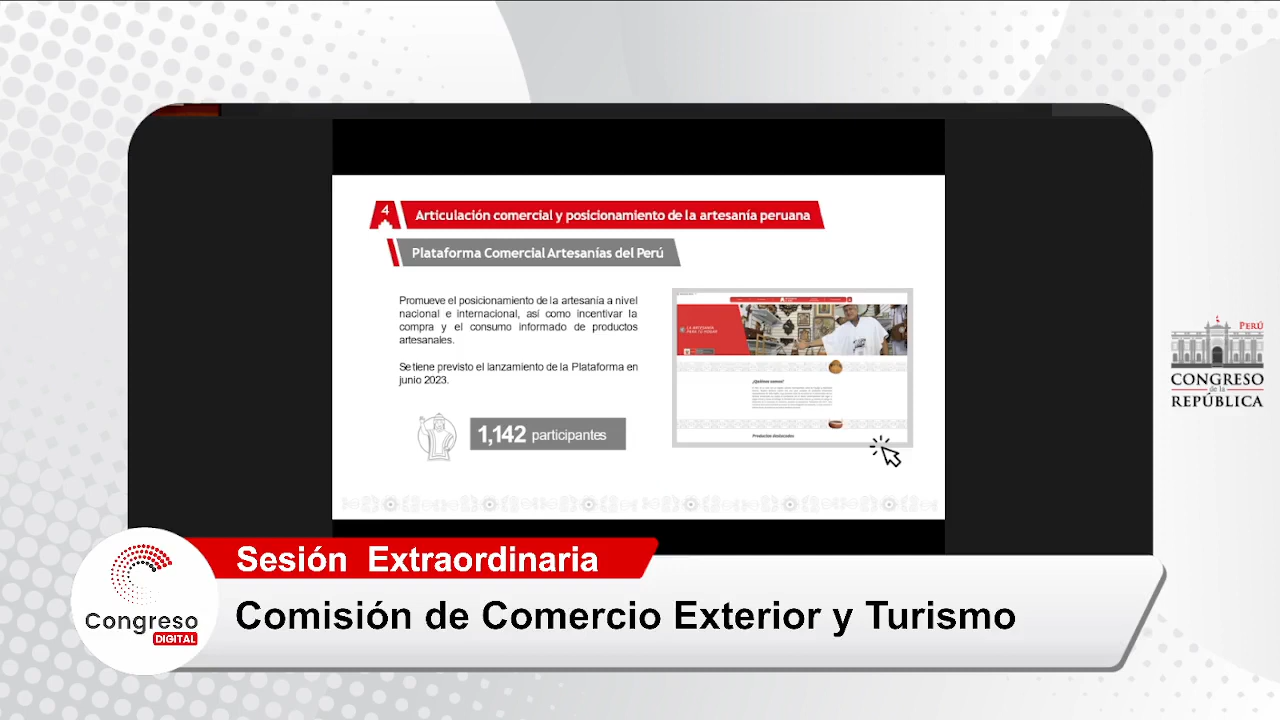 4
Articulación comercial y posicionamiento de la artesanía peruana
Plataforma Comercial Artesanías del Perú
Promueve el posicionamiento de la artesanía a nivel
nacional e internacional, así como incentivar la
compra y el consumo informado de productos
artesanales.
Se tiene previsto el lanzamiento de la Plataforma en
junio 2023.
1,142 participantes
LA ARTESANÍA
¿Quiénes somos?
Productos destacados
PERÚ
CONGRESO
de la
REPÚBLICA
Sesión Extraordinaria
Comisión de Comercio Exterior y Turismo
Congreso
DIGITAL